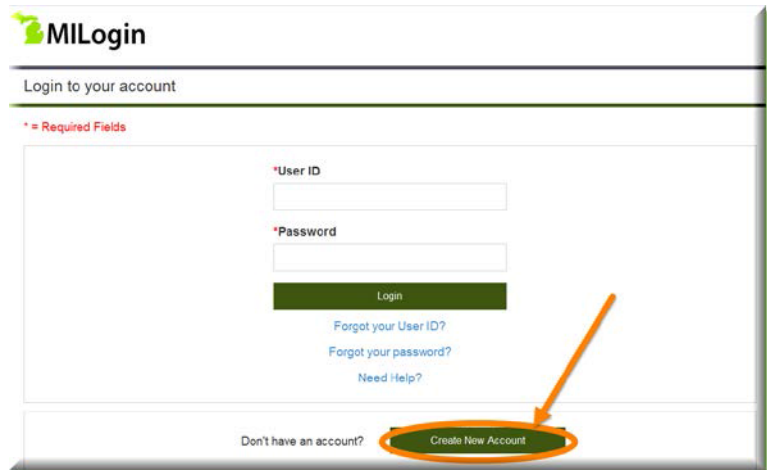 MILogin
Login to your account
* = Required Fields
*User ID
*Password
Login
Forgot your User ID?
Forgot your password?
Need Help?
Don't have an account? Create New Account